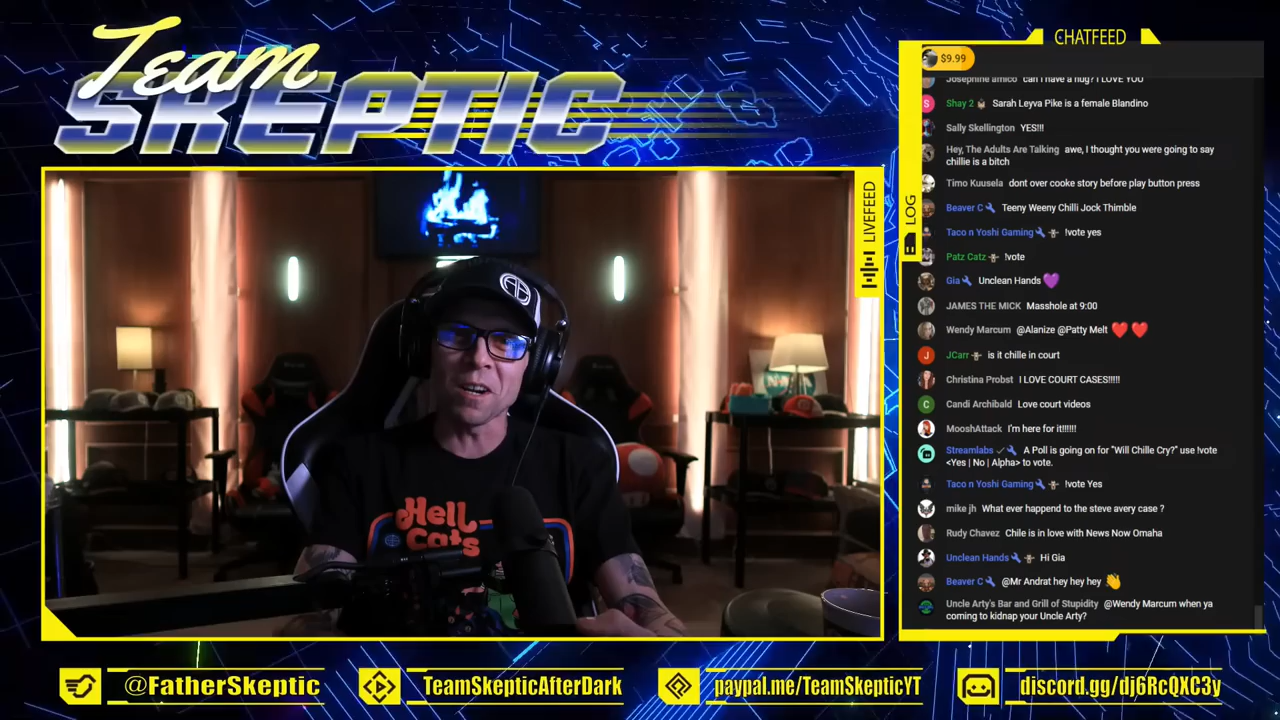 Team
SKEPTIC
CHATFEED
$9.99
Josephine amico can I have a hug? I LOVE YOU
S Shay 2 Sarah Leyva Pike is a female Blandino
Sally Skellington YES!!!
Hey, The Adults Are Talking awe, I thought you were going to say
chillie is a bitch
Timo Kuusela dont over cooke story before play button press
Beaver C Teeny Weeny Chilli Jock Thimble
Taco n Yoshi Gaming !vote yes
Patz Catz !vote
Gia Unclean Hands
JAMES THE MICK Masshole at 9:00
Wendy Marcum @Alanize @Patty Melt
J JCarr is it chille in court
Christina Probst I LOVE COURT CASES!!!!!
C Candi Archibald Love court videos
MooshAttack I'm here for it!!!!!!
Streamlabs A Poll is going on for "Will Chille Cry?" use !vote
<Yes | No | Alpha> to vote.
Taco n Yoshi Gaming !vote Yes
mike jh What ever happend to the steve avery case ?
Rudy Chavez Chile is in love with News Now Omaha
Unclean Hands Hi Gia
Beaver C @Mr Andrat hey hey hey
Uncle Arty's Bar and Grill of Stupidity @Wendy Marcum when ya
coming to kidnap your Uncle Arty?
LIVEFEED
LOG
Hell
Cats
@FatherSkeptic
TeamSkepticAfterDark
paypal.me/TeamSkepticYT
discord.gg/dj6RcQXC3y